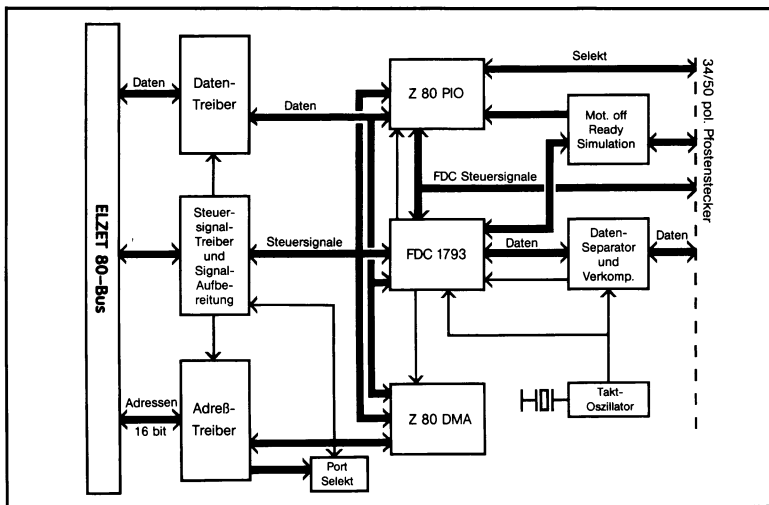 ELZET 80–Bus
Daten
Daten-
Treiber
Daten
Steuer-
signal-
Treiber
und
Signal-
Aufbe-
reitung
Steuersignale
Adressen
16 bit
Adreß-
Treiber
Port
Selekt
Z 80 PIO
Selekt
Mot. off
Ready
Simulation
FDC Steuersignale
FDC 1793
Daten
Daten-
Separator
und
Verkomp.
Daten
Z 80 DMA
Takt-
Oszillator
34/50 pol. Pfostenstecker